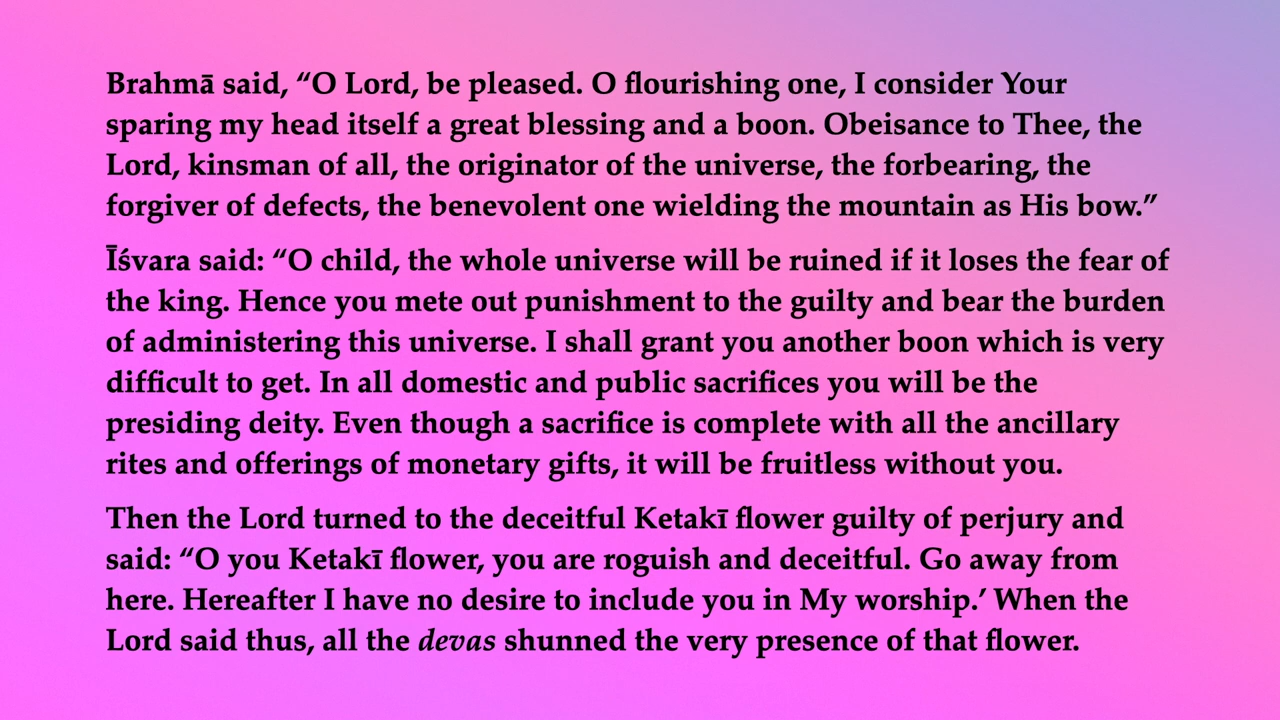 Brahmā said, “O Lord, be pleased. O flourishing one, I consider Your
sparing my head itself a great blessing and a boon. Obeisance to Thee, the
Lord, kinsman of all, the originator of the universe, the forbearing, the
forgiver of defects, the benevolent one wielding the mountain as His bow.”
Īśvara said: “O child, the whole universe will be ruined if it loses the fear of
the king. Hence you mete out punishment to the guilty and bear the burden
of administering this universe. I shall grant you another boon which is very
difficult to get. In all domestic and public sacrifices you will be the
presiding deity. Even though a sacrifice is complete with all the ancillary
rites and offerings of monetary gifts, it will be fruitless without you.
Then the Lord turned to the deceitful Ketakī flower guilty of perjury and
said: “O you Ketakī flower, you are roguish and deceitful. Go away from
here. Hereafter I have no desire to include you in My worship.’ When the
Lord said thus, all the devas shunned the very presence of that flower.